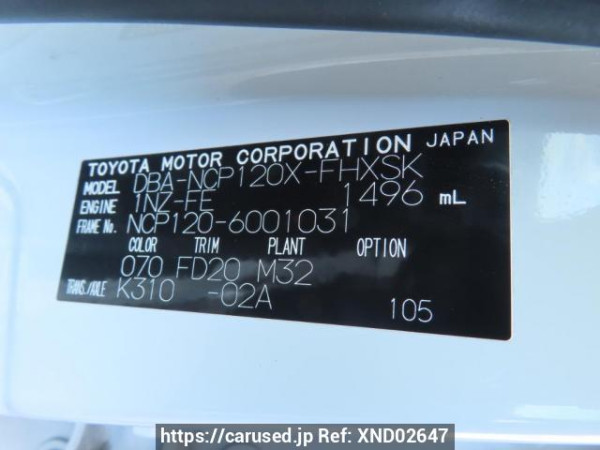 TOYOTA MOTOR CORPORATION JAPAN
MODEL DBA-NCP120X-FHXSK
ENGINE 1NZ-FE 1496 mL
FRAME No. NCP120-6001031
COLOR TRIM PLANT OPTION
070 FD20 M32
TRANS./AXLE K310 -02A
105
https://carused.jp Ref: XND02647